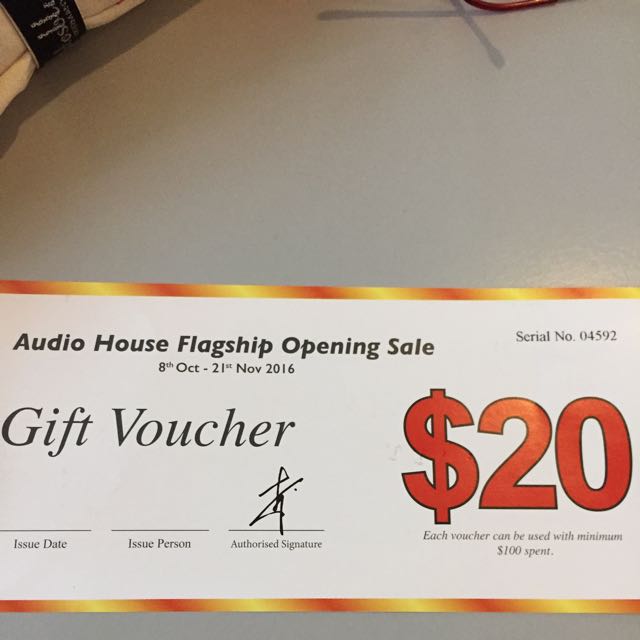 Audio House Flagship Opening Sale
8th Oct - 21st Nov 2016
Serial No. 04592
Gift Voucher
$20
Issue Date
Issue Person
Authorised Signature
Each voucher can be used with minimum
$100 spent.